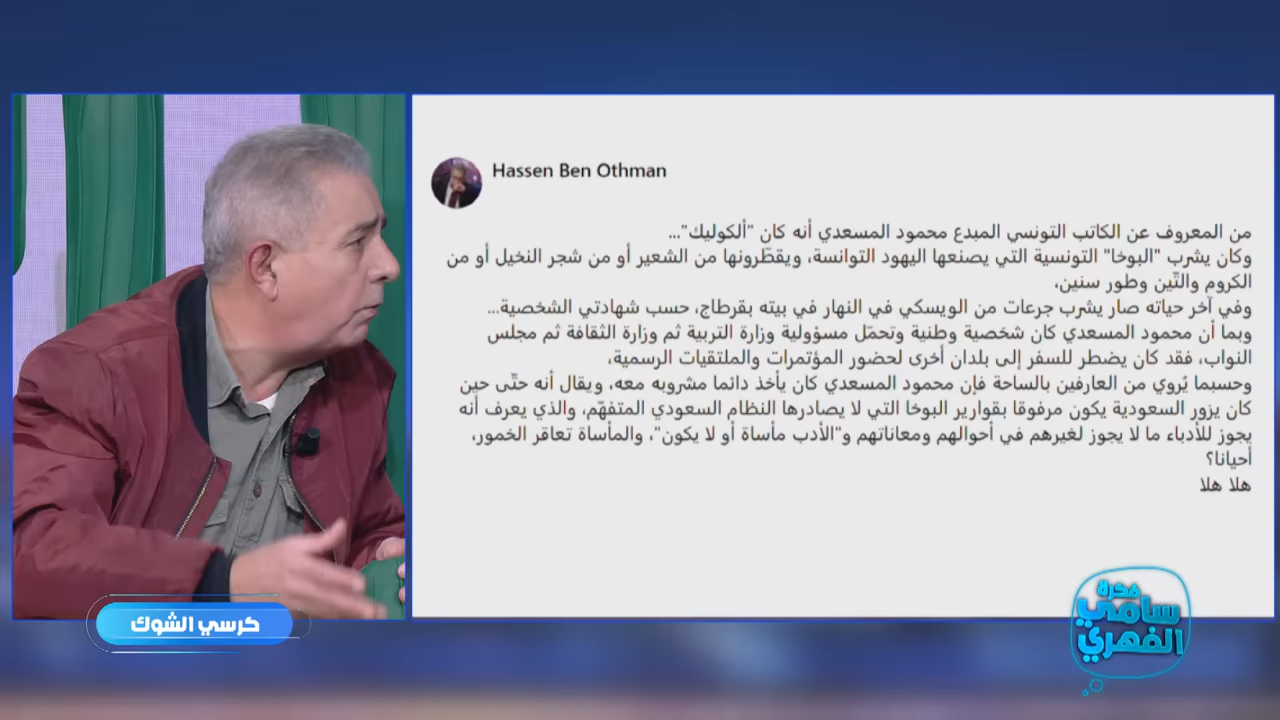 Hassen Ben Othman
من المعروف عن الكاتب التونسي المبدع محمود المسعدي أنه كان "ألكوليك"...
وكان يشرب "البوخا" التونسية التي يصنعها اليهود التوانسة، ويقطّرونها من الشعير أو من شجر النخيل أو من
الكروم والتّين وطور سنين،
وفي آخر حياته صار يشرب جرعات من الويسكي في النهار في بيته بقرطاج، حسب شهادتي الشخصية...
وبما أن محمود المسعدي كان شخصية وطنية وتحمّل مسؤولية وزارة التربية ثم وزارة الثقافة ثم مجلس
النواب، فقد كان يضطر للسفر إلى بلدان أخرى لحضور المؤتمرات والملتقيات الرسمية،
وحسبما يُروي من العارفين بالساحة فإن محمود المسعدي كان يأخذ دائما مشروبه معه، ويقال أنه حتّى حين
كان يزور السعودية يكون مرفوقا بقوارير البوخا التي لا يصادرها النظام السعودي المتفهّم، والذي يعرف أنه
يجوز للأدباء ما لا يجوز لغيرهم في أحوالهم ومعاناتهم و"الأدب مأساة أو لا يكون"، والمأساة تعاقر الخمور،
أحيانا؟
هلا هلا
كرسي الشوك
فكرة
سامي
الفهري